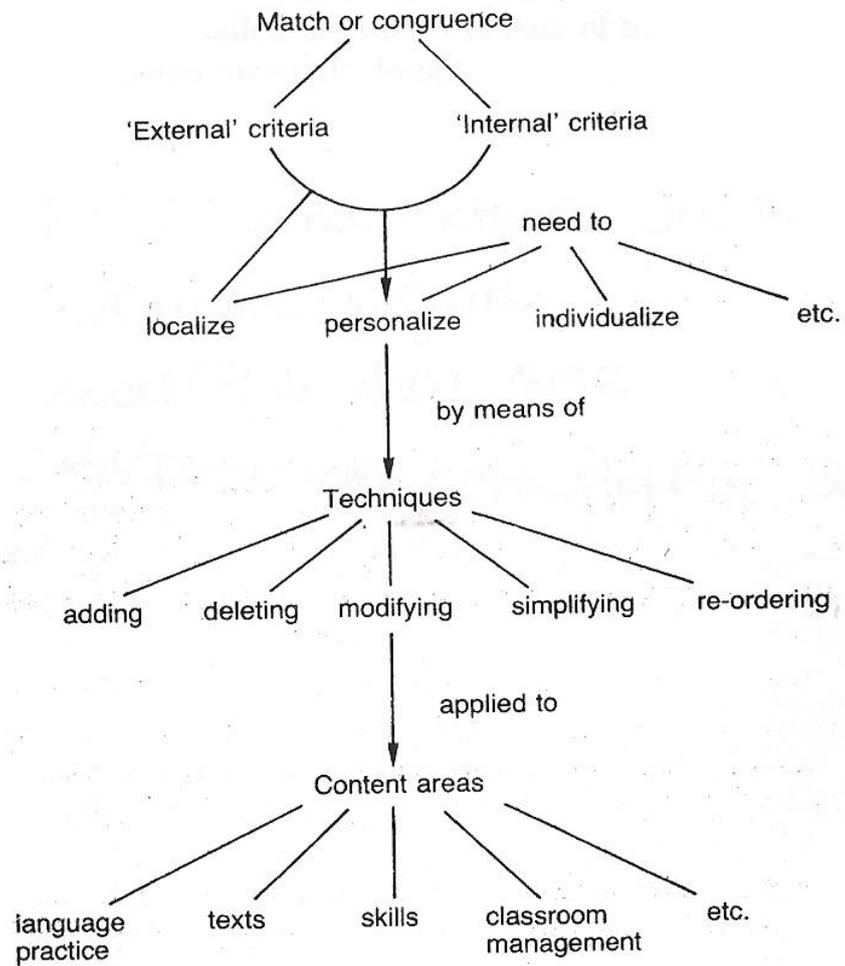 Match or congruence
'External' criteria
'Internal' criteria
need to
localize
personalize
individualize
etc.
by means of
Techniques
adding
deleting
modifying
simplifying
re-ordering
applied to
Content areas
language
practice
texts
skills
classroom
management
etc.